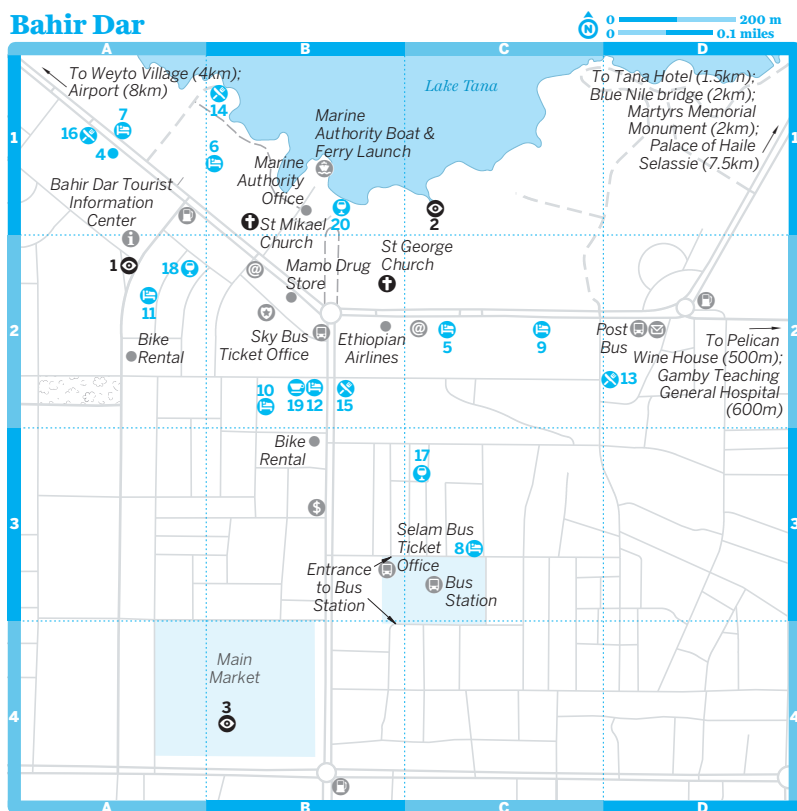 Bahir Dar
N
0 200 m
0 0.1 miles
A
B
C
D
1
1
2
2
3
3
4
4
A
B
C
D
To Weyto Village (4km);
Airport (8km)
Lake Tana
To Tana Hotel (1.5km);
Blue Nile bridge (2km);
Martyrs Memorial
Monument (2km);
Palace of Haile
Selassie (7.5km)
7
16
4
14
6
Marine
Authority Boat &
Ferry Launch
Marine
Authority
Office
Bahir Dar Tourist
Information
Center
i
St Mikael
Church
20
2
1
18
11
@
Mamo Drug
Store
St George
Church
Bike
Rental
Sky Bus
Ticket Office
Ethiopian
Airlines
@
5
9
Post
Bus
To Pelican
Wine House (500m);
Gamby Teaching
General Hospital
(600m)
13
10
19
12
15
Bike
Rental
17
$
Selam Bus
Ticket
Office
8
Entrance
to Bus
Station
Bus
Station
Main
Market
3